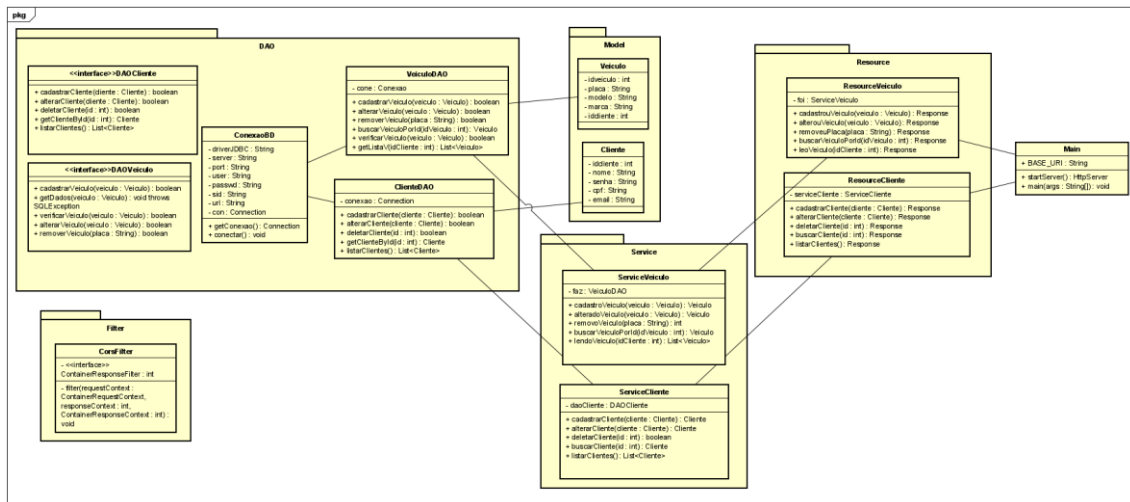 pkg
DAO
<<interface>>DAOCliente
+ cadastrarCliente(cliente : Cliente) : boolean
+ alterarCliente(cliente : Cliente) : boolean
+ deletarCliente(id : int) : boolean
+ getClienteById(id : int) : Cliente
+ listarClientes() : List<Cliente>
<<interface>>DAOVeiculo
+ cadastrarVeiculo(veiculo : Veiculo) : boolean
+ getDados(veiculo : Veiculo) : void throws
SQLException
+ verificarVeiculo(veiculo : Veiculo) : boolean
+ alterarVeiculo(veiculo : Veiculo) : boolean
+ removerVeiculo(placa : String) : boolean
ConexaoBD
- driverJDBC : String
- server : String
- port : String
- user : String
- passwd : String
- sid : String
- url : String
- con : Connection
+ getConexao() : Connection
+ conectar() : void
VeiculoDAO
- cone : Conexao
+ cadastrarVeiculo(veiculo : Veiculo) : boolean
+ alterarVeiculo(veiculo : Veiculo) : boolean
+ removerVeiculo(placa : String) : boolean
+ buscarVeiculoPorId(idVeiculo : int) : Veiculo
+ verificarVeiculo(veiculo : Veiculo) : boolean
+ getListaV(idCliente : int) : List<Veiculo>
ClienteDAO
- conexao : Connection
+ cadastrarCliente(cliente : Cliente) : boolean
+ alterarCliente(cliente : Cliente) : boolean
+ deletarCliente(id : int) : boolean
+ getClienteById(id : int) : Cliente
+ listarClientes() : List<Cliente>
Model
Veiculo
- idveiculo : int
- placa : String
- modelo : String
- marca : String
- idcliente : int
Cliente
- idcliente : int
- nome : String
- senha : String
- cpf : String
- email : String
Resource
ResourceVeiculo
- foi : ServiceVeiculo
+ cadastrouVeiculo(veiculo : Veiculo) : Response
+ alterouVeiculo(veiculo : Veiculo) : Response
+ removeuPlaca(placa : String) : Response
+ buscarVeiculoPorId(idVeiculo : int) : Response
+ leoVeiculo(idCliente : int) : Response
ResourceCliente
- serviceCliente : ServiceCliente
+ cadastrarCliente(cliente : Cliente) : Response
+ alterarCliente(cliente : Cliente) : Response
+ deletarCliente(id : int) : Response
+ buscarCliente(id : int) : Response
+ listarClientes() : Response
Main
+ BASE_URI : String
+ startServer() : HttpServer
+ main(args : String[]) : void
Service
ServiceVeiculo
- faz : VeiculoDAO
+ cadastroVeiculo(veiculo : Veiculo) : Veiculo
+ alteradoVeiculo(veiculo : Veiculo) : Veiculo
+ removoVeiculo(placa : String) : int
+ buscarVeiculoPorId(idVeiculo : int) : Veiculo
+ lendoVeiculo(idCliente : int) : List<Veiculo>
ServiceCliente
- daoCliente : DAOCliente
+ cadastrarCliente(cliente : Cliente) : Cliente
+ alterarCliente(cliente : Cliente) : Cliente
+ deletarCliente(id : int) : boolean
+ buscarCliente(id : int) : Cliente
+ listarClientes() : List<Cliente>
Filter
CorsFilter
- <<interface>>
ContainerResponseFilter : int
- filter(requestContext :
ContainerRequestContext,
responseContext : int,
ContainerResponseContext : int) :
void